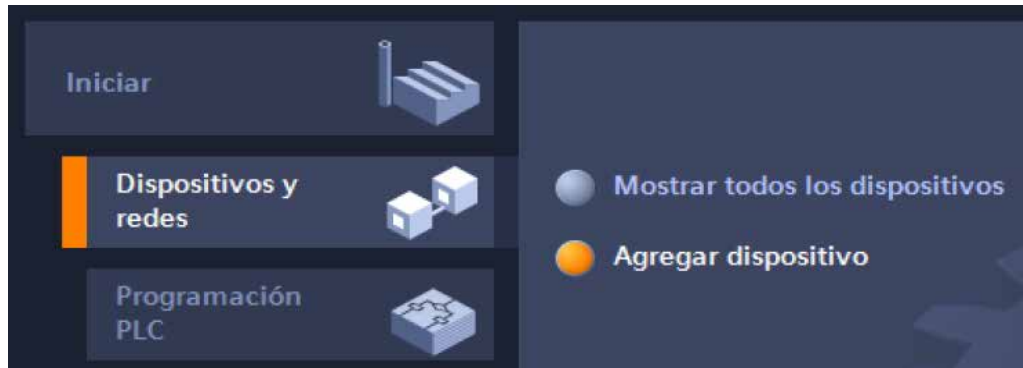 Iniciar
Dispositivos y
redes
Programación
PLC
Mostrar todos los dispositivos
Agregar dispositivo